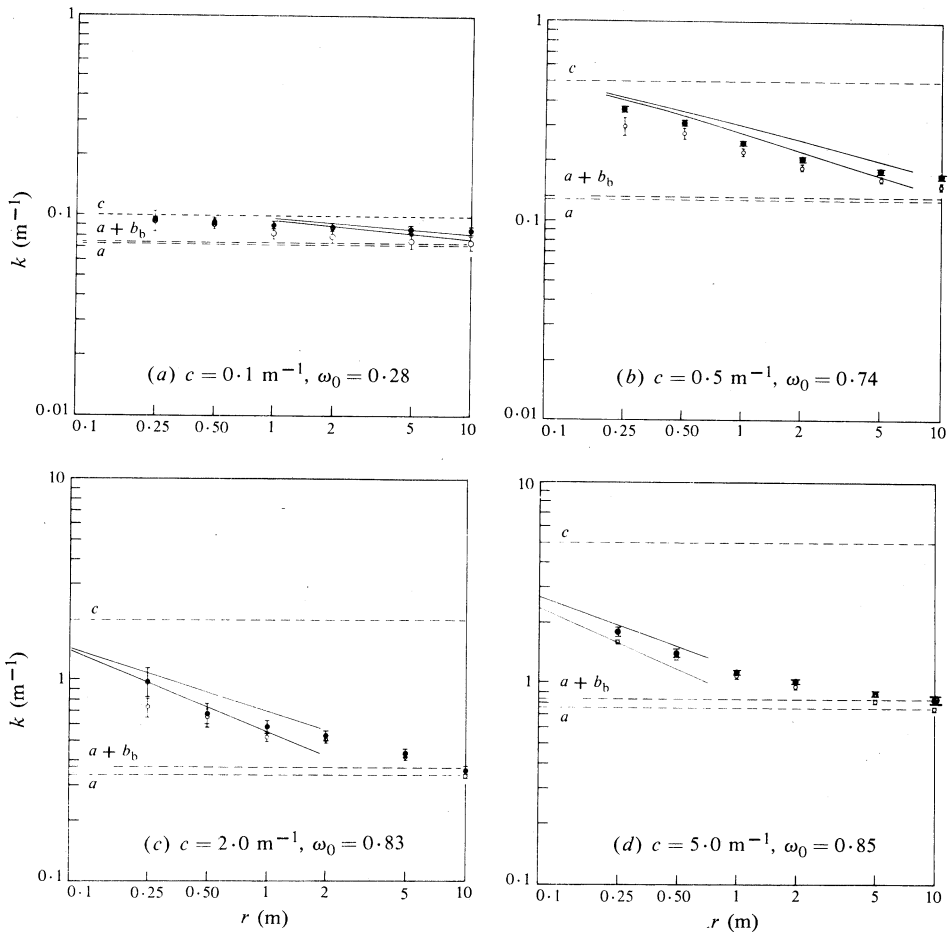 1
c
a + b_b
a
0·1
k (m⁻¹)
(a) c = 0·1 m⁻¹, ω₀ = 0·28
0·01
0·1 0·25 0·50 1 2 5 10
1
c
a + b_b
a
0·1
(b) c = 0·5 m⁻¹, ω₀ = 0·74
0·01
0·1 0·25 0·50 1 2 5 10
10
c
1
k (m⁻¹)
a + b_b
a
(c) c = 2·0 m⁻¹, ω₀ = 0·83
0·1
0·1 0·25 0·50 1 2 5 10
r (m)
10
c
1
a + b_b
a
(d) c = 5·0 m⁻¹, ω₀ = 0·85
0·1
0·1 0·25 0·50 1 2 5 10
r (m)